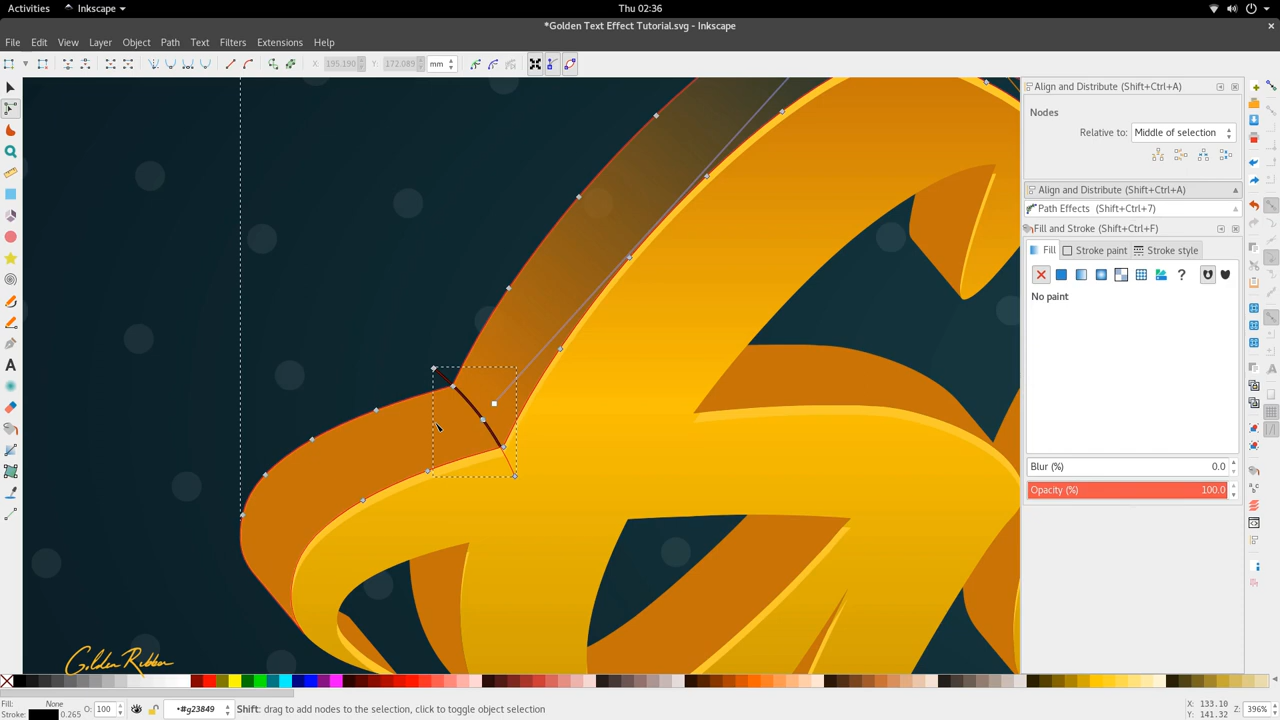 Activities Inkscape Thu 02:36
*Golden Text Effect Tutorial.svg - Inkscape
File Edit View Layer Object Path Text Filters Extensions Help
X: 195.190 Y: 172.089 mm
Align and Distribute (Shift+Ctrl+A)
Nodes
Relative to: Middle of selection
Align and Distribute (Shift+Ctrl+A)
Path Effects (Shift+Ctrl+7)
Fill and Stroke (Shift+Ctrl+F)
Fill Stroke paint Stroke style
No paint
Blur (%) 0.0
Opacity (%) 100.0
Golden Ribbon
Fill: None
Stroke: 0.265
O: 100
•#g23849
Shift: drag to add nodes to the selection, click to toggle object selection
X: 133.10
Y: 141.32
Z: 396%